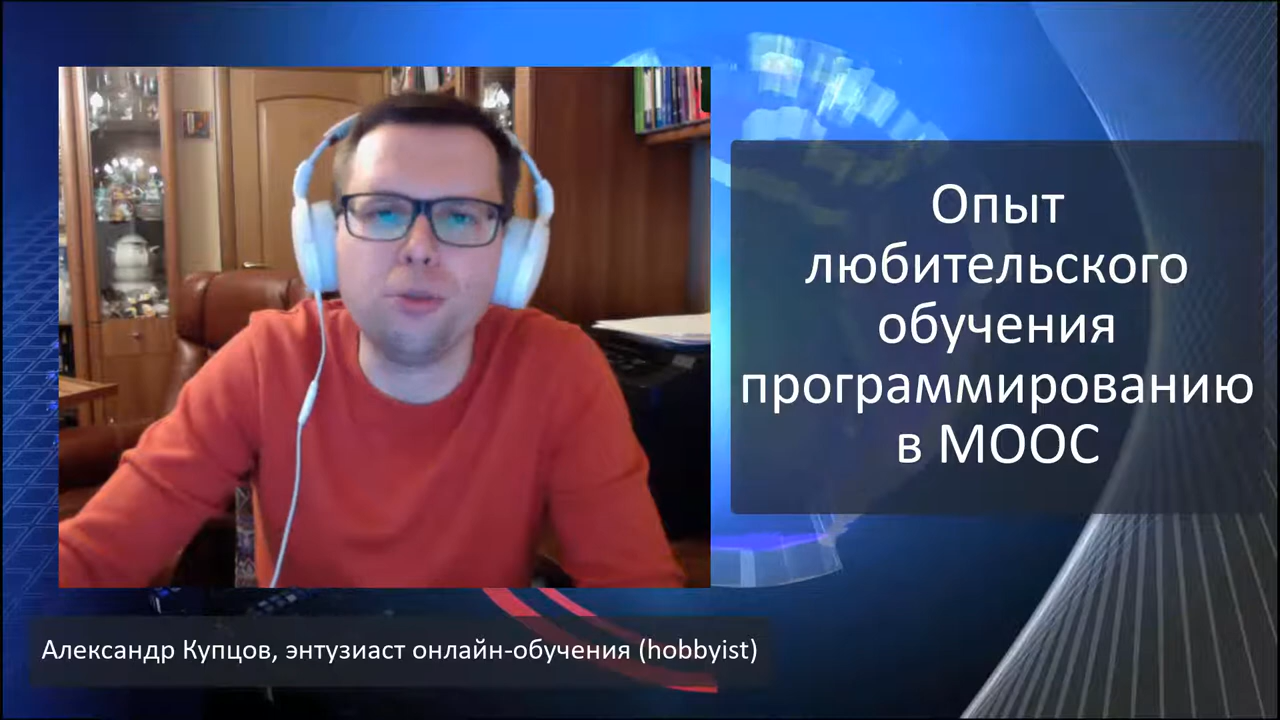 Опыт
любительского
обучения
программированию
в МООС
Александр Купцов, энтузиаст онлайн-обучения (hobbyist)